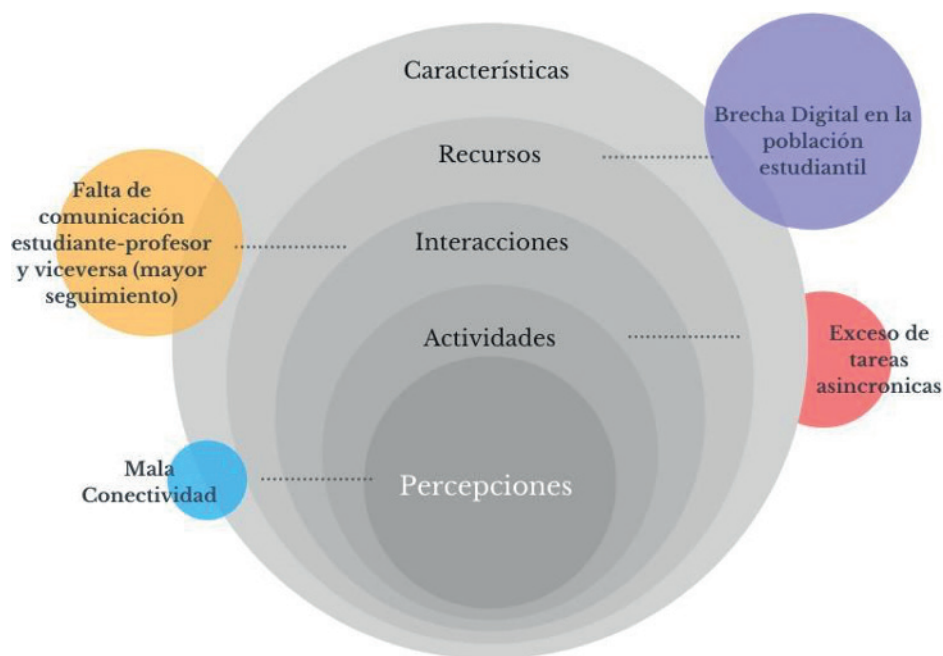 Características
Brecha Digital en la
población
estudiantil
Recursos
Falta de
comunicación
estudiante-profesor
y viceversa (mayor
seguimiento)
Interacciones
Actividades
Exceso de
tareas
asincronicas
Mala
Conectividad
Percepciones